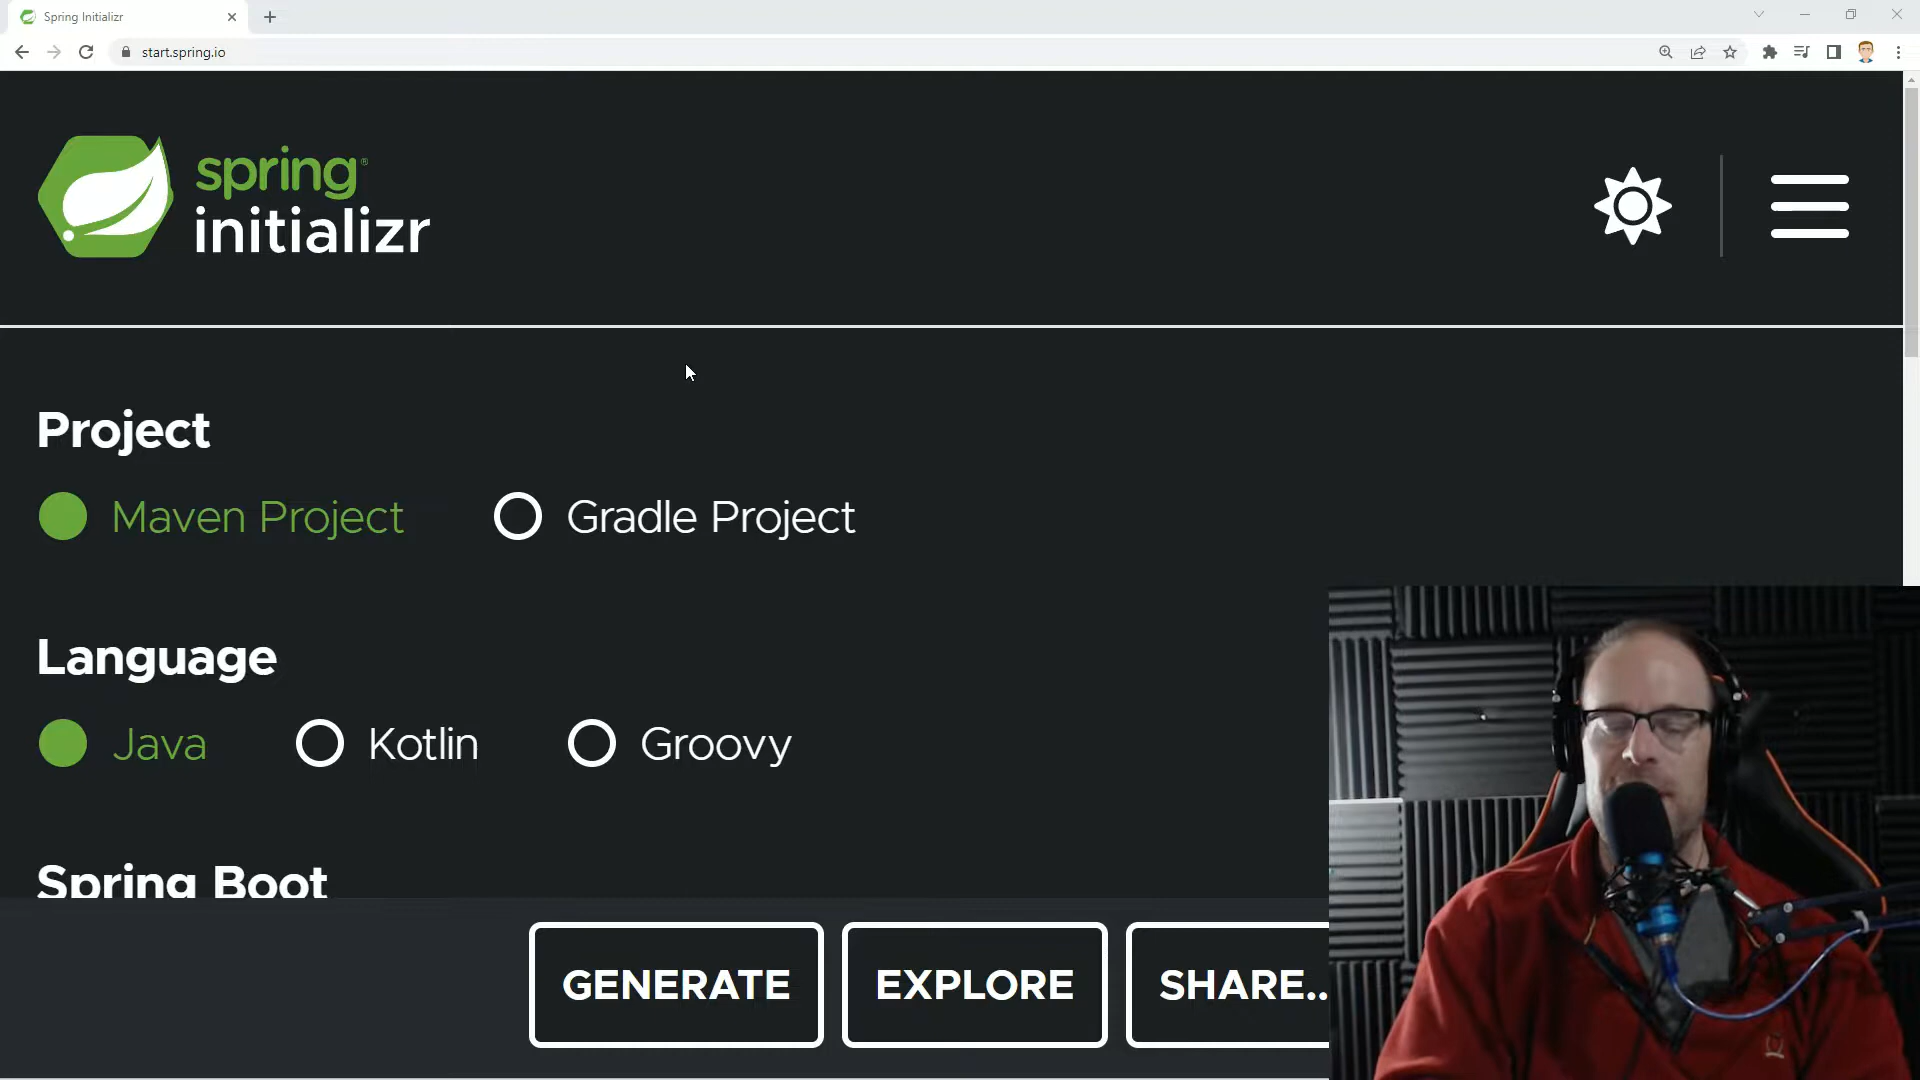 Spring Initializr
start.spring.io
spring
initializr
Project
Maven Project
Gradle Project
Language
Java
Kotlin
Groovy
Spring Boot
GENERATE
EXPLORE
SHARE..